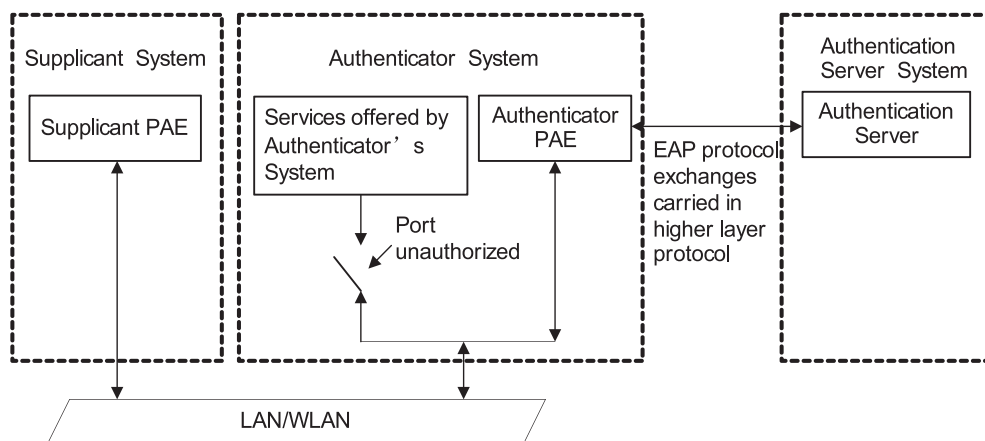 Supplicant System
Supplicant PAE
Authenticator System
Services offered by
Authenticator's
System
Authenticator
PAE
Port
unauthorized
EAP protocol
exchanges
carried in
higher layer
protocol
Authentication
Server System
Authentication
Server
LAN/WLAN